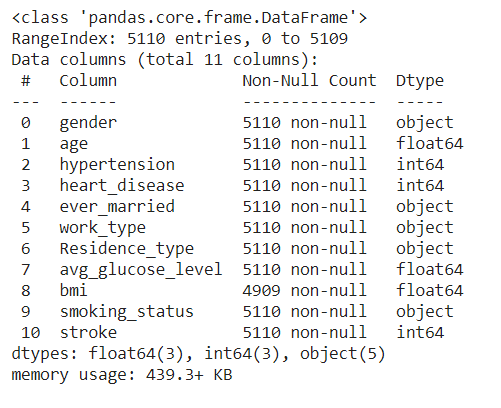 <class 'pandas.core.frame.DataFrame'>
RangeIndex: 5110 entries, 0 to 5109
Data columns (total 11 columns):
 #   Column             Non-Null Count  Dtype
---  ------             --------------  -----
 0   gender             5110 non-null   object
 1   age                5110 non-null   float64
 2   hypertension       5110 non-null   int64
 3   heart_disease      5110 non-null   int64
 4   ever_married       5110 non-null   object
 5   work_type          5110 non-null   object
 6   Residence_type     5110 non-null   object
 7   avg_glucose_level  5110 non-null   float64
 8   bmi                4909 non-null   float64
 9   smoking_status     5110 non-null   object
 10  stroke             5110 non-null   int64
dtypes: float64(3), int64(3), object(5)
memory usage: 439.3+ KB